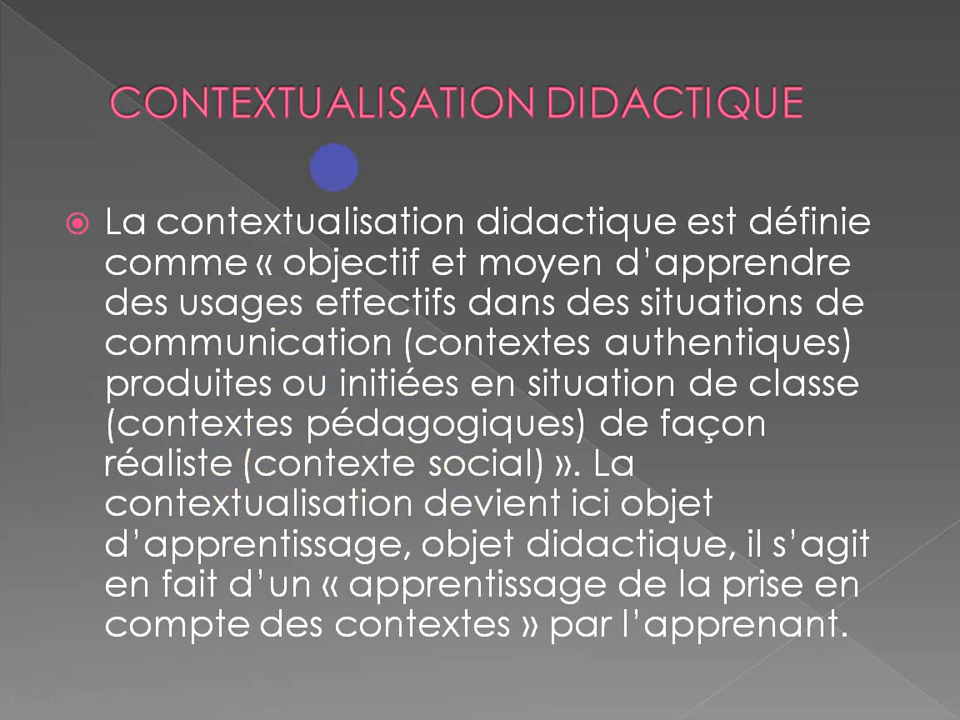 CONTEXTUALISATION DIDACTIQUE
La contextualisation didactique est définie
comme « objectif et moyen d’apprendre
des usages effectifs dans des situations de
communication (contextes authentiques)
produites ou initiées en situation de classe
(contextes pédagogiques) de façon
réaliste (contexte social) ». La
contextualisation devient ici objet
d’apprentissage, objet didactique, il s’agit
en fait d’un « apprentissage de la prise en
compte des contextes » par l’apprenant.